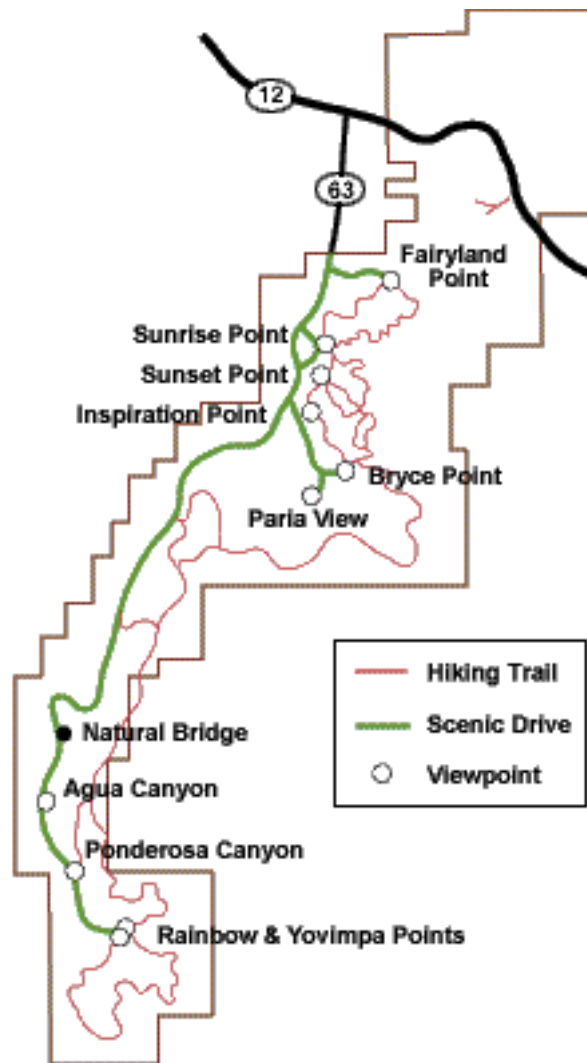 12
63
Fairyland
Point
Sunrise Point
Sunset Point
Inspiration Point
Bryce Point
Paria View
Hiking Trail
Scenic Drive
Viewpoint
Natural Bridge
Agua Canyon
Ponderosa Canyon
Rainbow & Yovimpa Points